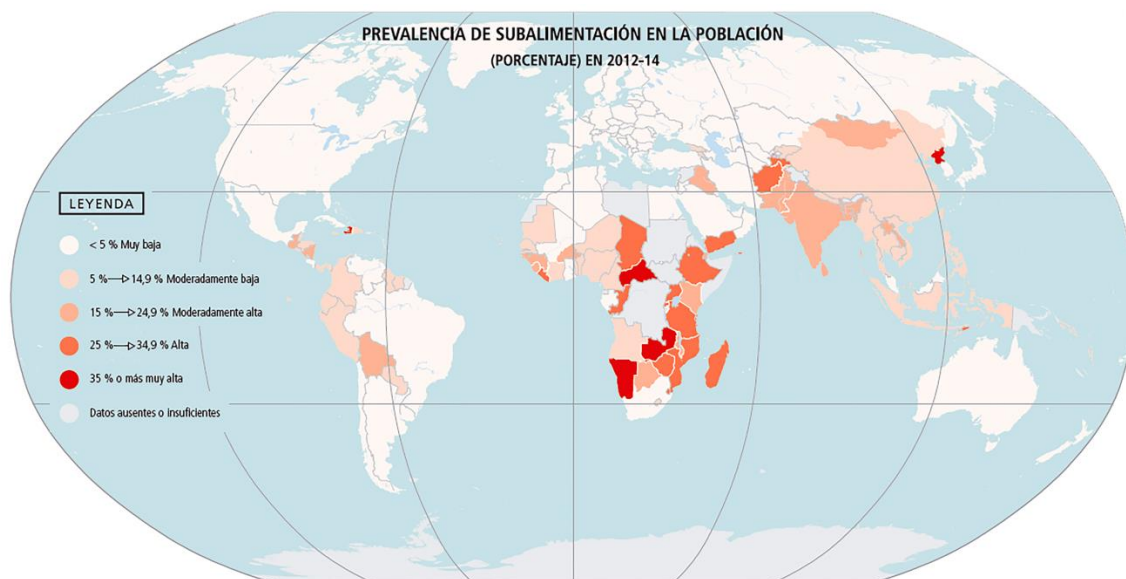 PREVALENCIA DE SUBALIMENTACIÓN EN LA POBLACIÓN
(PORCENTAJE) EN 2012-14
LEYENDA
< 5 % Muy baja
5 %—▷14,9 % Moderadamente baja
15 %—▷24,9 % Moderadamente alta
25 %—▷34,9 % Alta
35 % o más muy alta
Datos ausentes o insuficientes